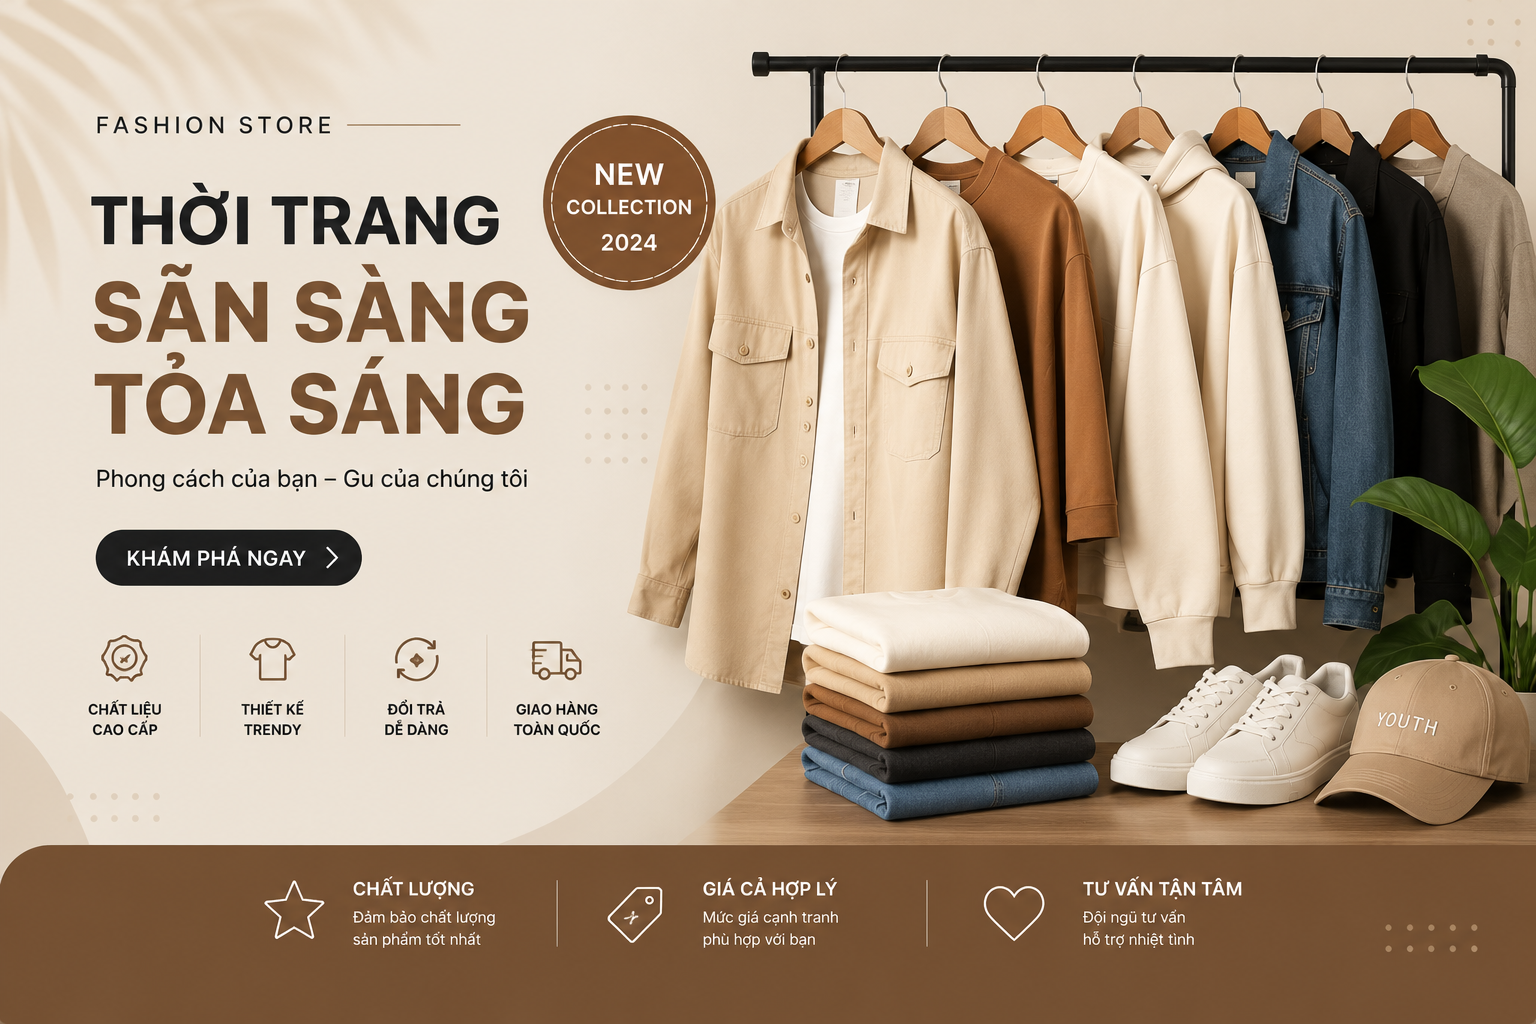 FASHION STORE
THỜI TRANG
SẴN SÀNG
TỎA SÁNG
Phong cách của bạn – Gu của chúng tôi
KHÁM PHÁ NGAY
NEW
COLLECTION
2024
CHẤT LIỆU
CAO CẤP
THIẾT KẾ
TRENDY
ĐỔI TRẢ
DỄ DÀNG
GIAO HÀNG
TOÀN QUỐC
YOUTH
CHẤT LƯỢNG
Đảm bảo chất lượng
sản phẩm tốt nhất
GIÁ CẢ HỢP LÝ
Mức giá cạnh tranh
phù hợp với bạn
TƯ VẤN TẬN TÂM
Đội ngũ tư vấn
hỗ trợ nhiệt tình